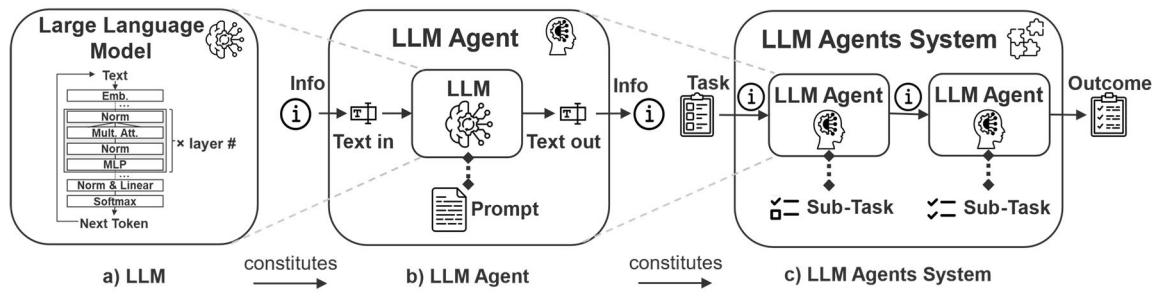 Large Language
Model
Text
Emb.
...
Norm
Mult. Att.
Norm
MLP
× layer #
...
Norm & Linear
Softmax
Next Token
LLM Agent
Info
i
T
Text in
LLM
Prompt
T
Text out
Info
i
LLM Agents System
Task
i
LLM Agent
Sub-Task
i
LLM Agent
Sub-Task
Outcome
a) LLM
constitutes
b) LLM Agent
constitutes
c) LLM Agents System